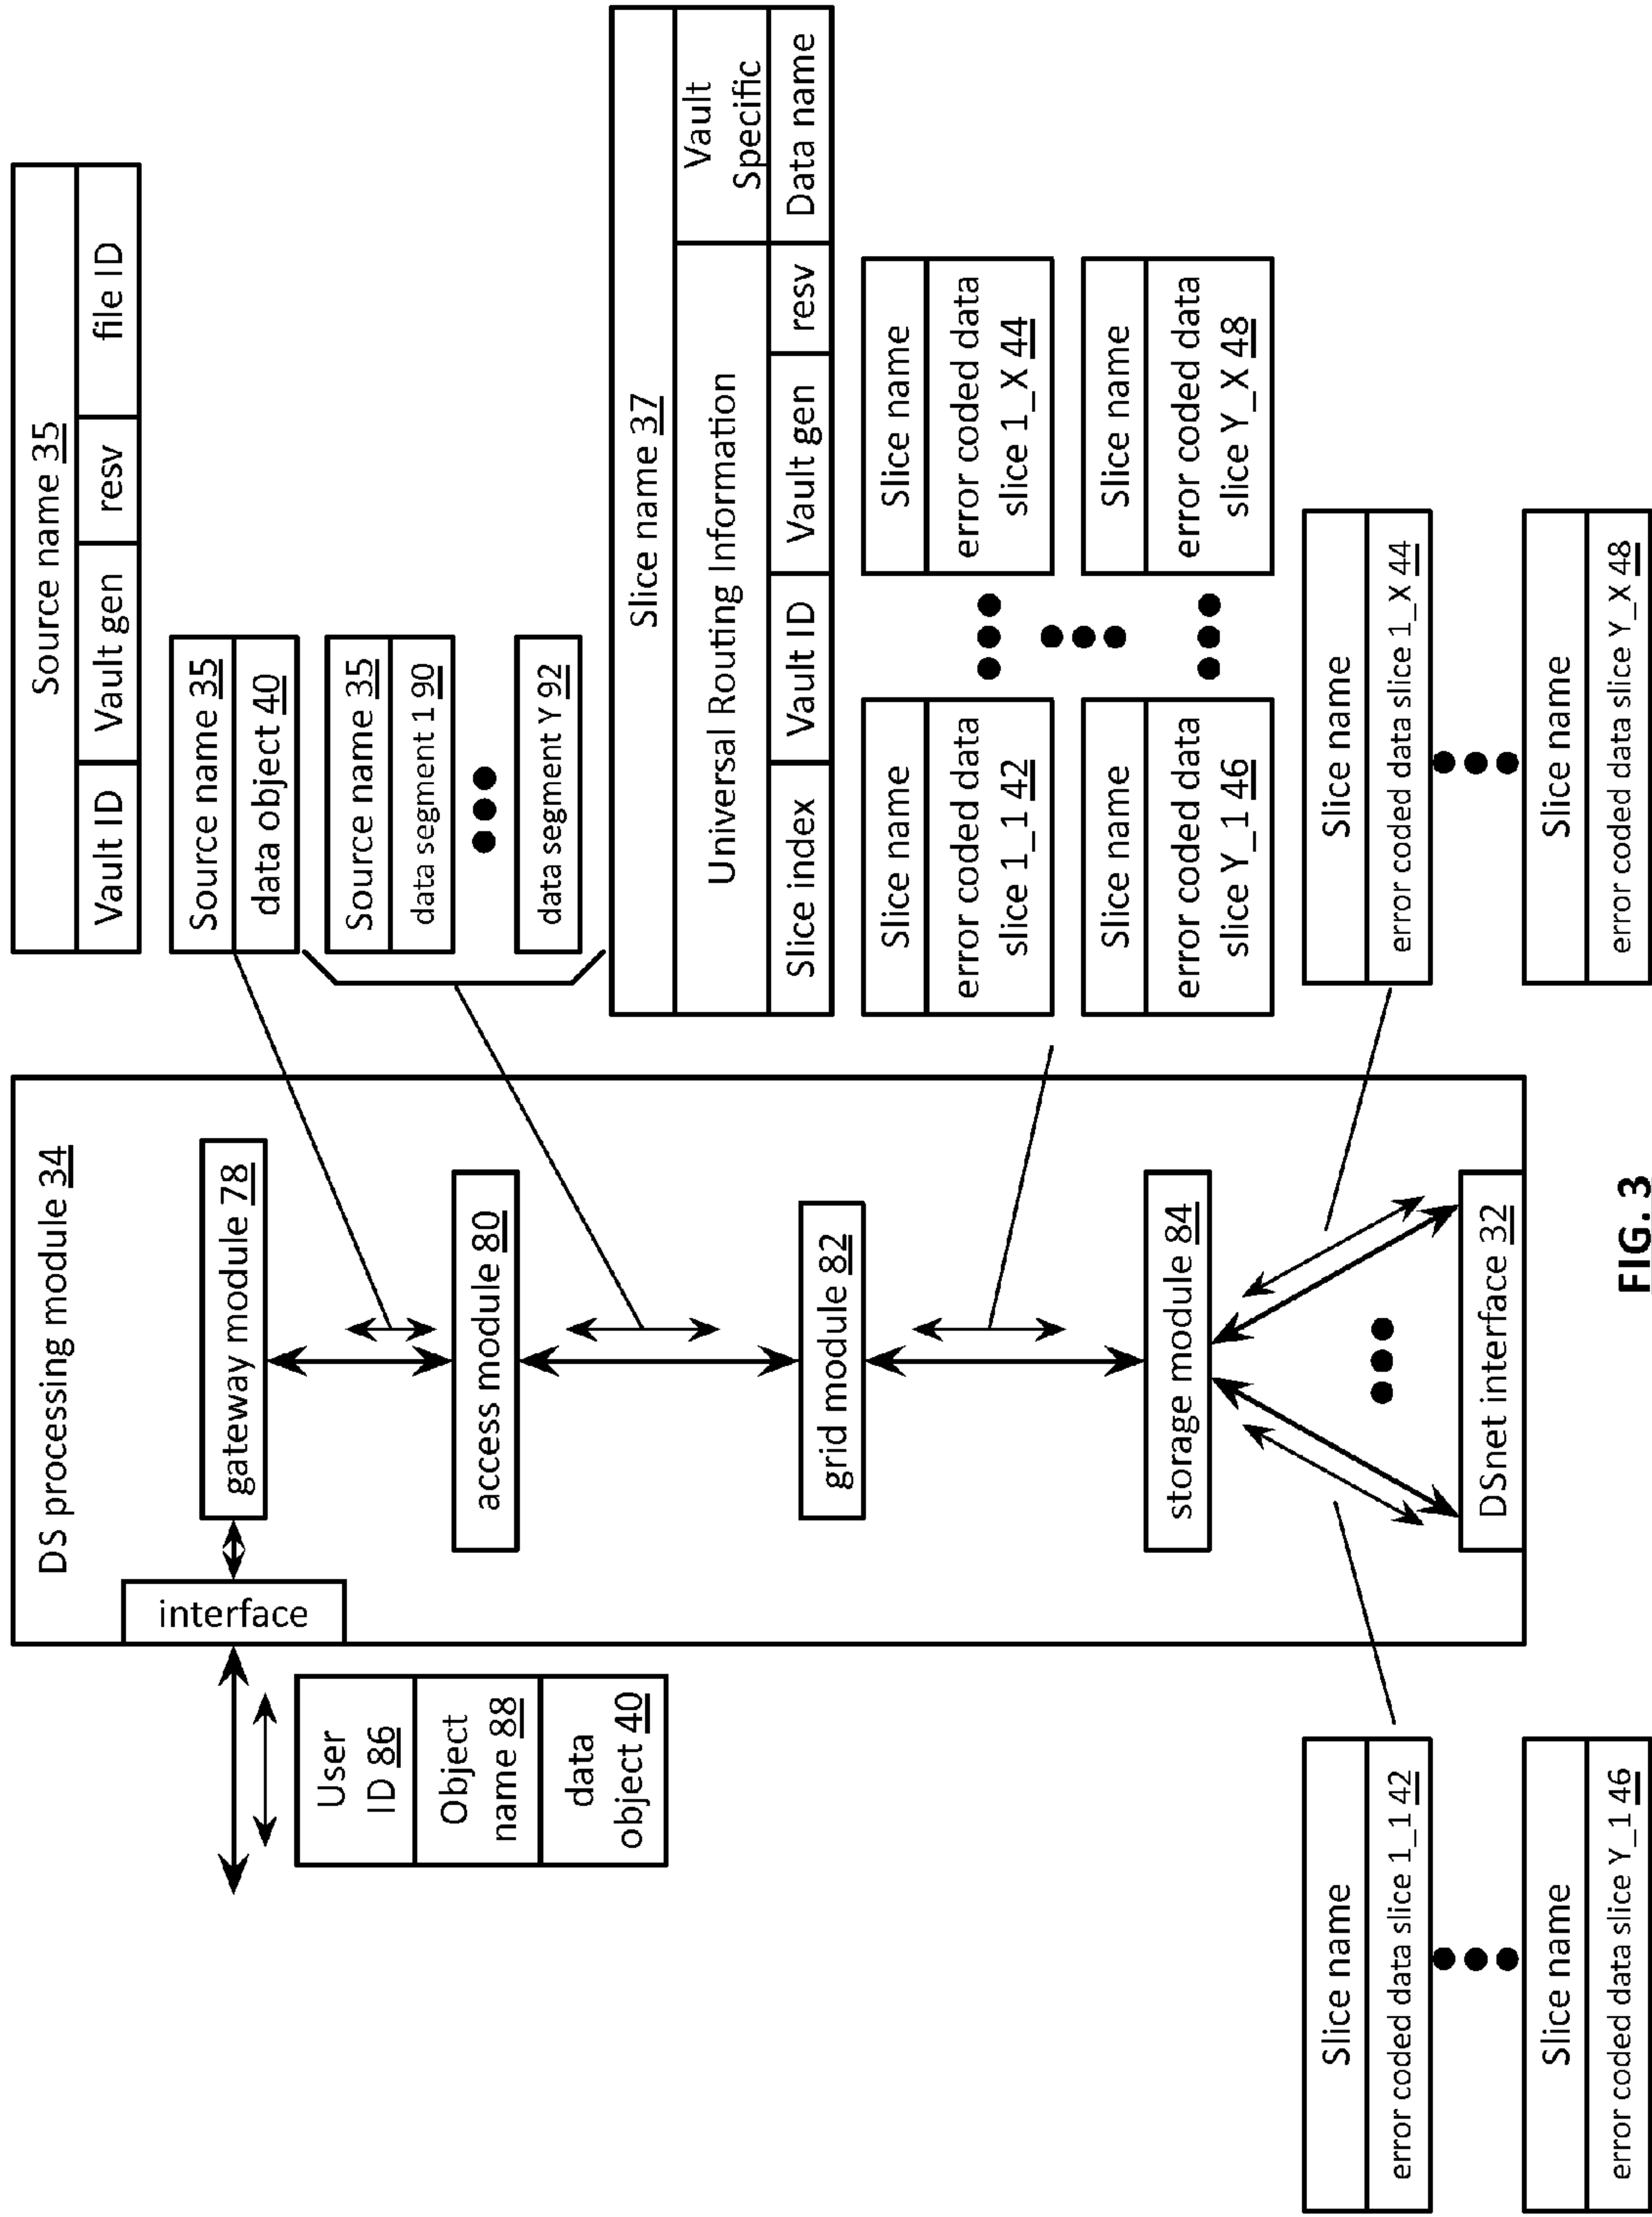 DS processing module 34
interface
gateway module 78
access module 80
grid module 82
storage module 84
DSnet interface 32
User
ID 86
Object
name 88
data
object 40
Source name 35
Vault ID
Vault gen
resv
file ID
Source name 35
data object 40
Source name 35
data segment 1 90
data segment Y 92
Slice name 37
Universal Routing Information
Vault
Specific
Slice index
Vault ID
Vault gen
resv
Data name
Slice name
error coded data
slice 1_1 42
Slice name
error coded data
slice 1_X 44
Slice name
error coded data
slice Y_1 46
Slice name
error coded data
slice Y_X 48
Slice name
error coded data slice 1_1 42
Slice name
error coded data slice Y_1 46
Slice name
error coded data slice 1_X 44
Slice name
error coded data slice Y_X 48
FIG. 3